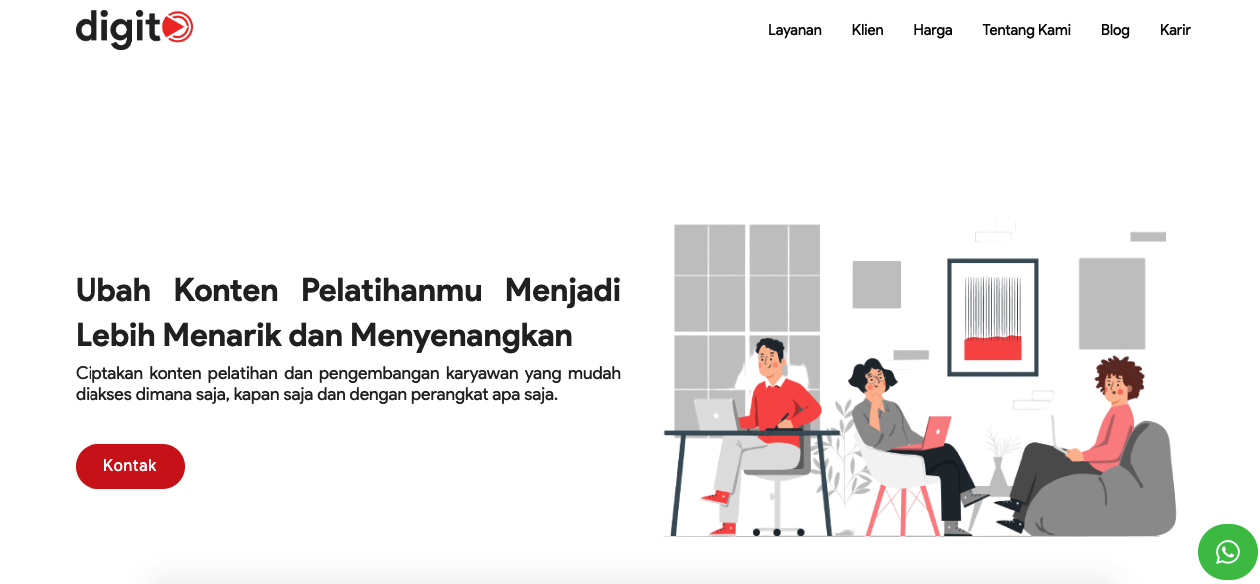 digit
Layanan Klien Harga Tentang Kami Blog Karir
Ubah Konten Pelatihanmu Menjadi
Lebih Menarik dan Menyenangkan
Ciptakan konten pelatihan dan pengembangan karyawan yang mudah
diakses dimana saja, kapan saja dan dengan perangkat apa saja.
Kontak